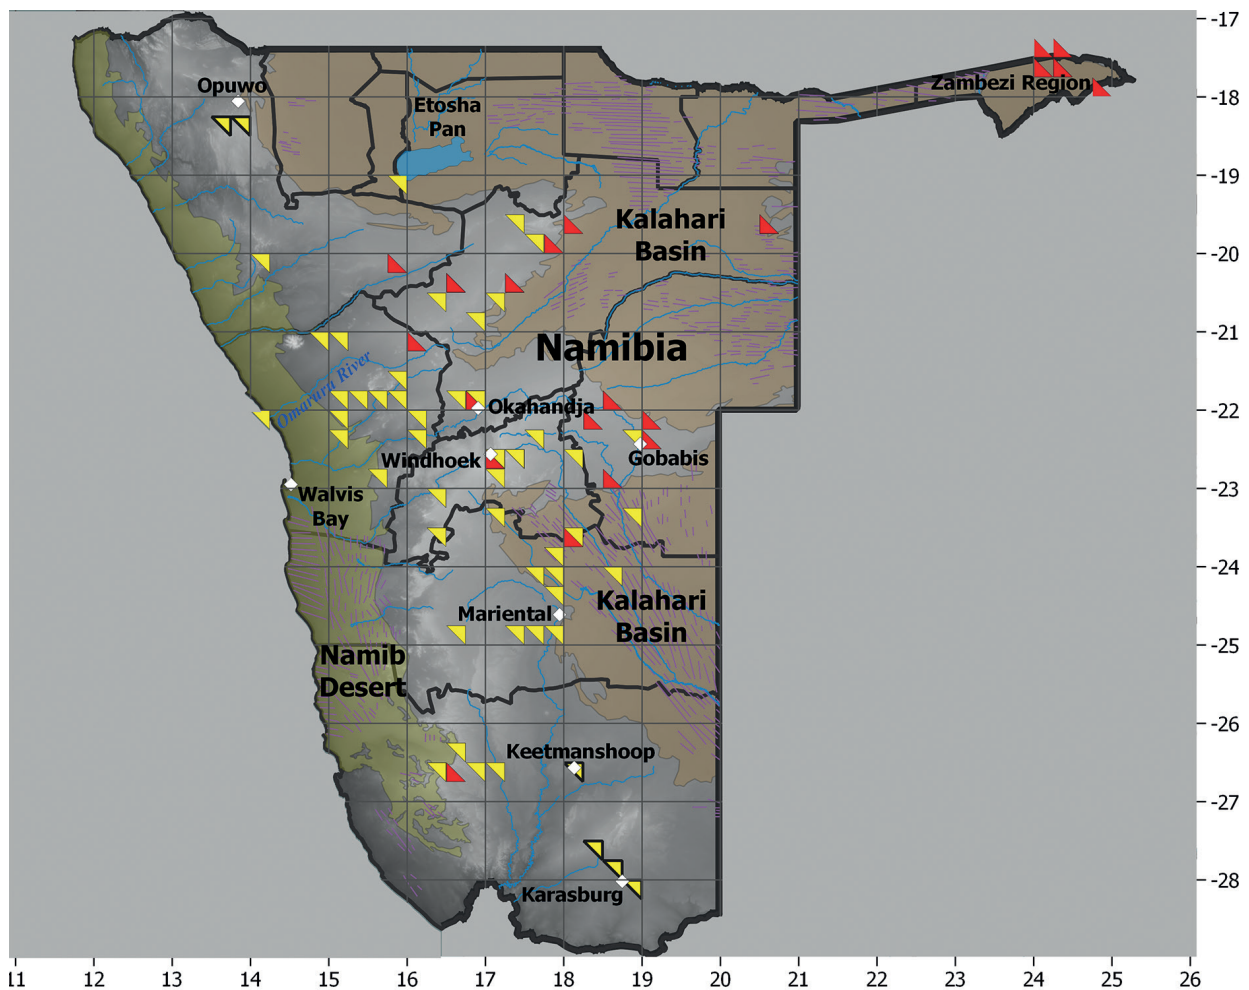 Opuwo
Etosha
Pan
Zambezi Region
Kalahari
Basin
Namibia
Omaruru River
Okahandja
Windhoek
Gobabis
Walvis
Bay
Kalahari
Basin
Mariental
Namib
Desert
Keetmanshoop
Karasburg
-17
-18
-19
-20
-21
-22
-23
-24
-25
-26
-27
-28
11 12 13 14 15 16 17 18 19 20 21 22 23 24 25 26